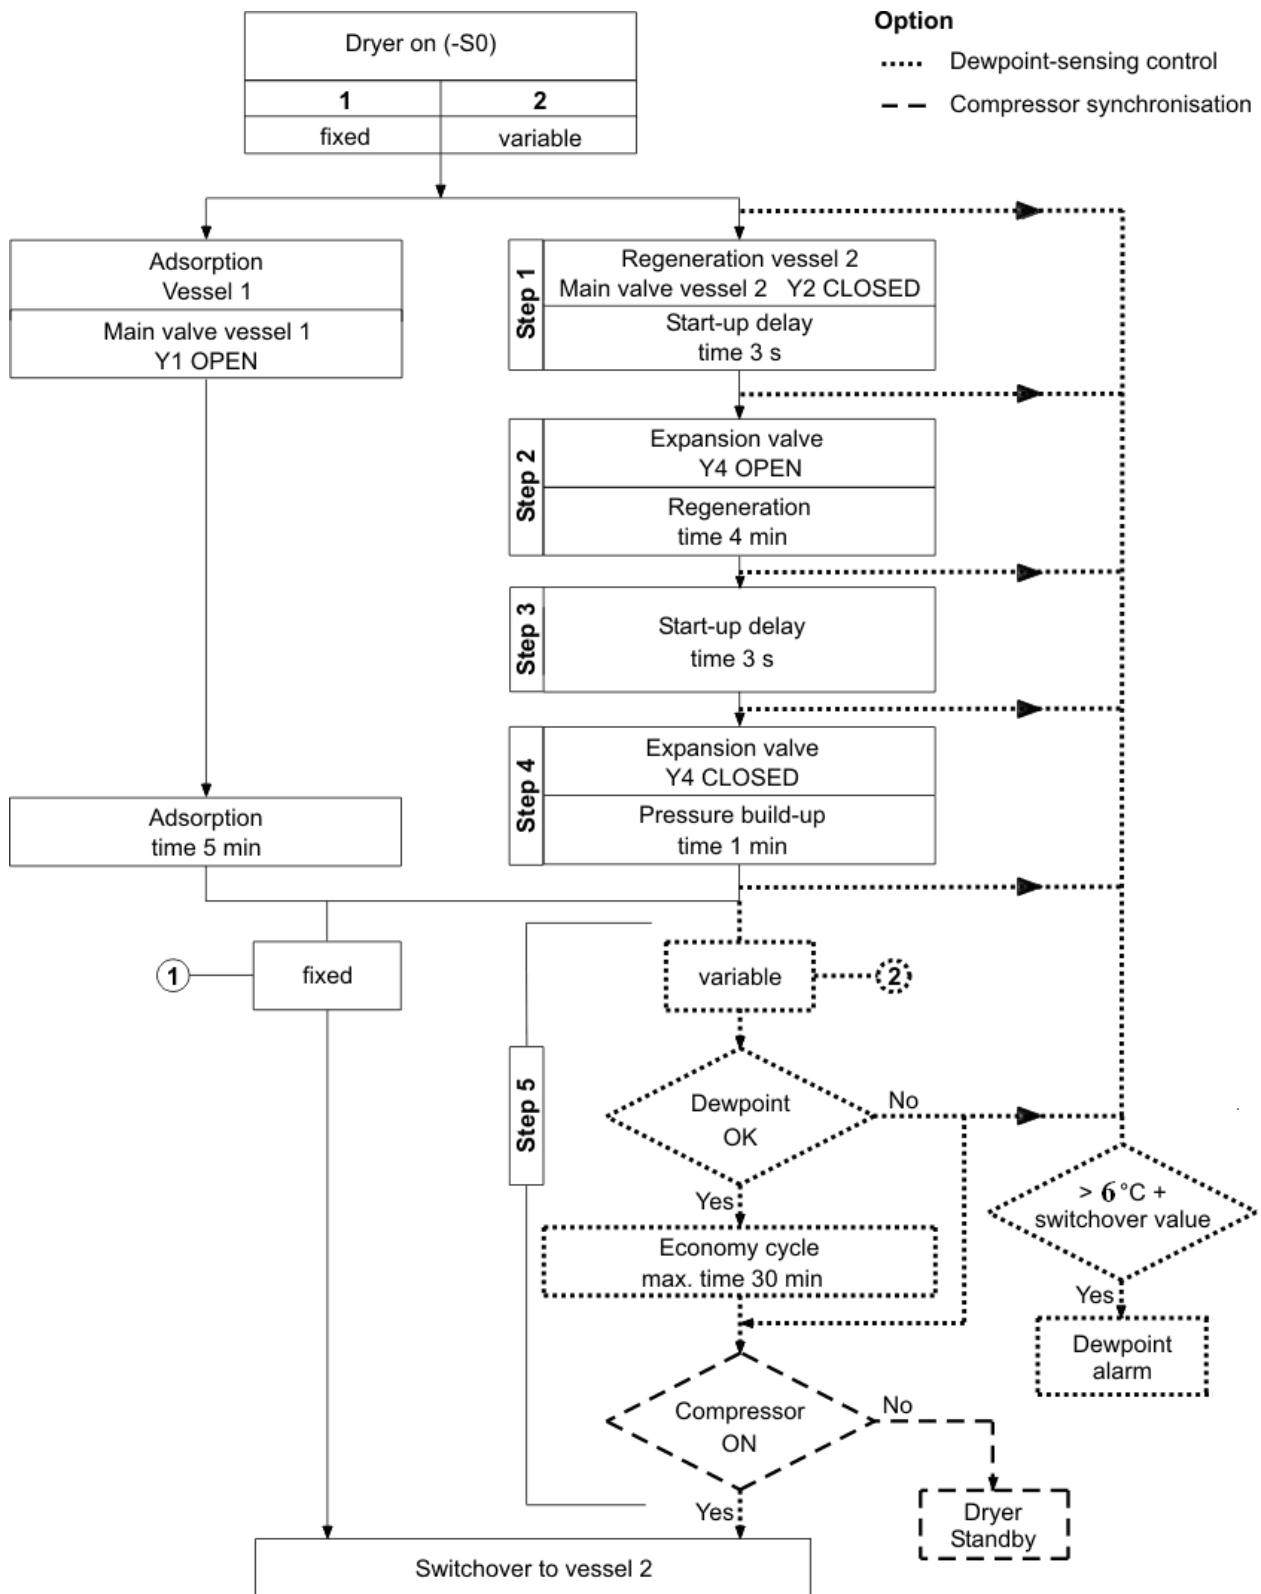 Dryer on (-S0)
1
2
fixed
variable
Option
Dewpoint-sensing control
Compressor synchronisation
Adsorption
Vessel 1
Main valve vessel 1
Y1 OPEN
Step 1
Regeneration vessel 2
Main valve vessel 2 Y2 CLOSED
Start-up delay
time 3 s
Step 2
Expansion valve
Y4 OPEN
Regeneration
time 4 min
Step 3
Start-up delay
time 3 s
Step 4
Expansion valve
Y4 CLOSED
Pressure build-up
time 1 min
Adsorption
time 5 min
1
fixed
variable
2
Step 5
Dewpoint
OK
No
Yes
> 6 °C +
switchover value
Yes
Dewpoint
alarm
Economy cycle
max. time 30 min
Compressor
ON
No
Yes
Dryer
Standby
Switchover to vessel 2